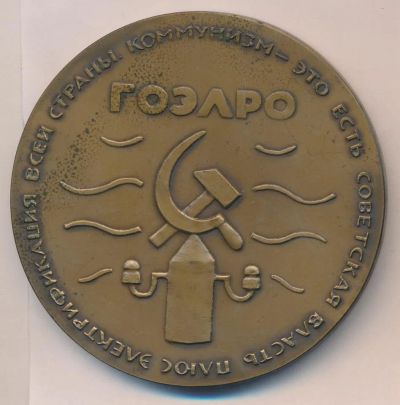 КОММУНИЗМ – ЭТО ЕСТЬ СОВЕТСКАЯ ВЛАСТЬ ПЛЮС ЭЛЕКТРИФИКАЦИЯ ВСЕЙ СТРАНЫ
ГОЭЛРО